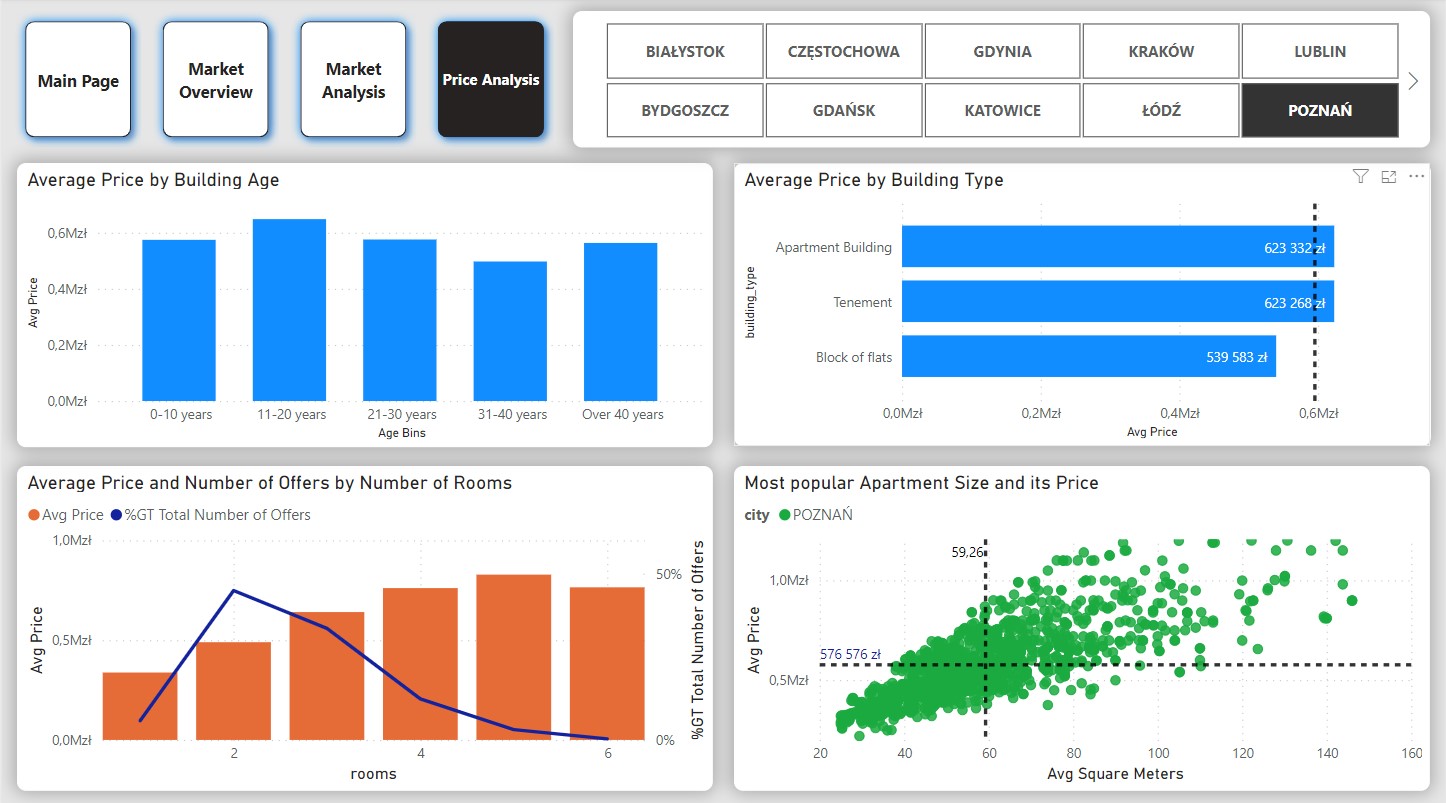 Main Page
Market
Overview
Market
Analysis
Price Analysis
BIAŁYSTOK
CZĘSTOCHOWA
GDYNIA
KRAKÓW
LUBLIN
BYDGOSZCZ
GDAŃSK
KATOWICE
ŁÓDŹ
POZNAŃ
Average Price by Building Age
Avg Price
0,6Mzł
0,4Mzł
0,2Mzł
0,0Mzł
0-10 years
11-20 years
21-30 years
31-40 years
Over 40 years
Age Bins
Average Price by Building Type
building_type
Apartment Building
623 332 zł
Tenement
623 268 zł
Block of flats
539 583 zł
0,0Mzł
0,2Mzł
0,4Mzł
0,6Mzł
Avg Price
Average Price and Number of Offers by Number of Rooms
Avg Price
%GT Total Number of Offers
Avg Price
1,0Mzł
0,5Mzł
0,0Mzł
50%
0%
%GT Total Number of Offers
2
4
6
rooms
Most popular Apartment Size and its Price
city
POZNAŃ
59,26
Avg Price
1,0Mzł
576 576 zł
0,5Mzł
20
40
60
80
100
120
140
160
Avg Square Meters